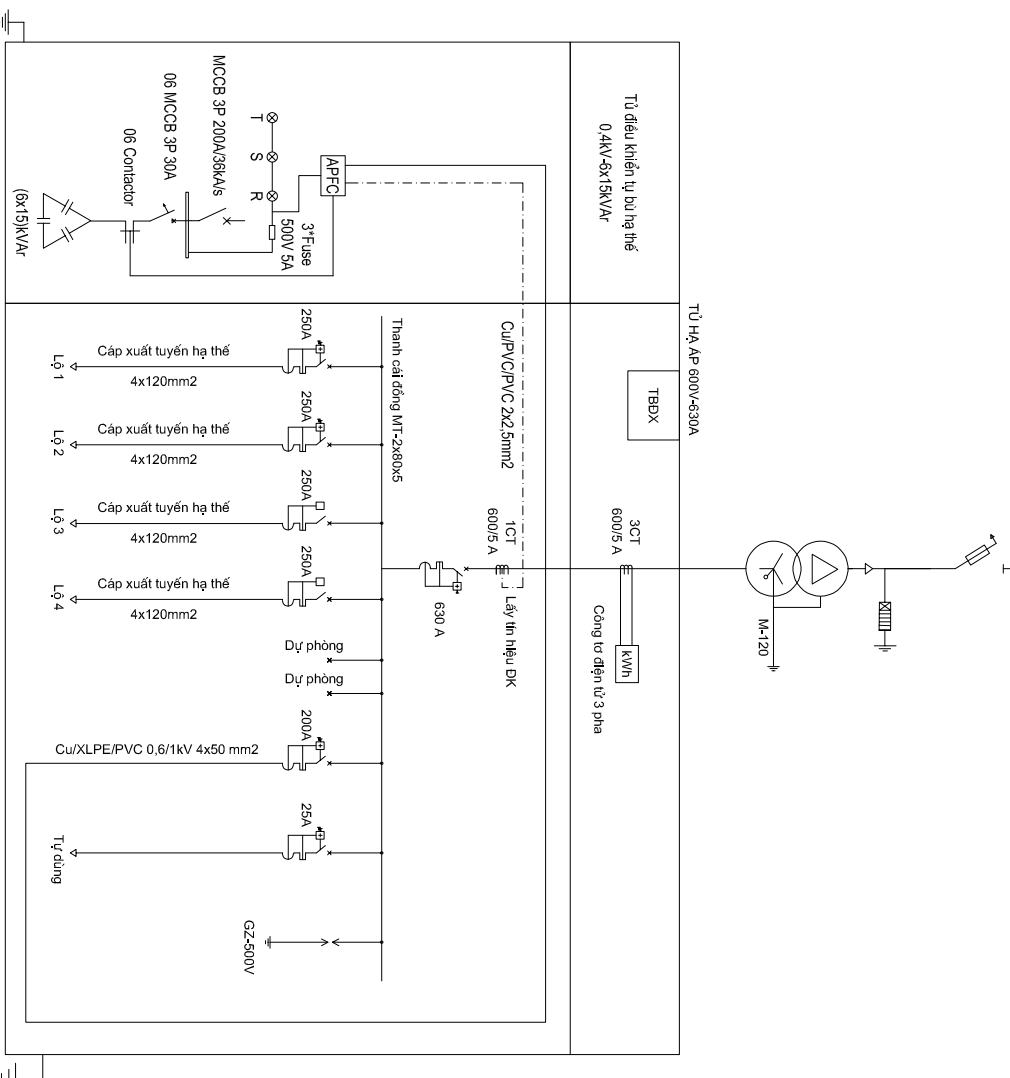 Tủ điều khiển tụ bù hạ thế
0,4kV-6x15kVAr
MCCB 3P 200A/36kA/s
06 MCCB 3P 30A
06 Contactor
(6x15)kVAr
T
S
R
APFC
3*Fuse
500V 5A
TỦ HẠ ÁP 600V-630A
TBĐX
Cu/PVC/PVC 2x2,5mm2
Thanh cái đồng MT-2x80x5
250A
Cáp xuất tuyến hạ thế
4x120mm2
Lộ 1
250A
Cáp xuất tuyến hạ thế
4x120mm2
Lộ 2
250A
Cáp xuất tuyến hạ thế
4x120mm2
Lộ 3
250A
Cáp xuất tuyến hạ thế
4x120mm2
Lộ 4
1CT
600/5 A
3CT
600/5 A
630 A
Lấy tín hiệu ĐK
kWh
Công tơ điện tử 3 pha
M-120
Dự phòng
Dự phòng
200A
Cu/XLPE/PVC 0,6/1kV 4x50 mm2
25A
Tự dùng
GZ-500V